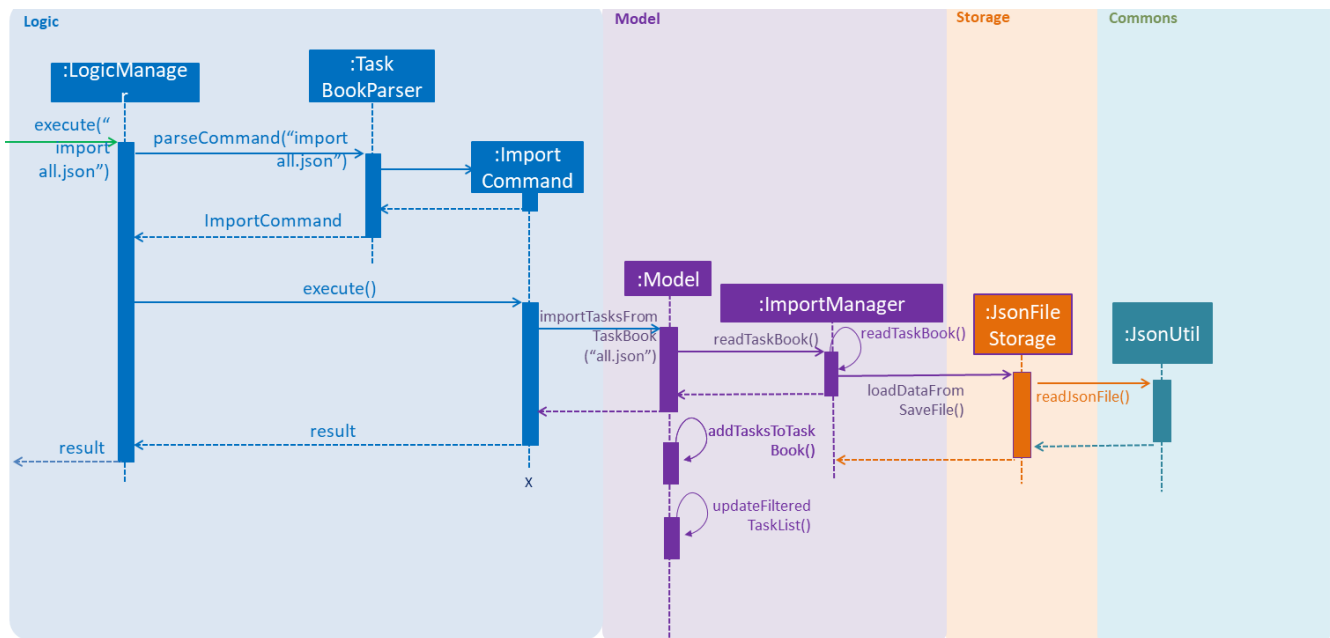 Logic
Model
Storage
Commons
:LogicManage
r
:Task
BookParser
execute(“
import
all.json”)
parseCommand(“import
all.json”)
:Import
Command
ImportCommand
execute()
:Model
:ImportManager
:JsonFile
Storage
:JsonUtil
importTasksFrom
TaskBook
(“all.json”)
readTaskBook()
readTaskBook()
loadDataFrom
SaveFile()
readJsonFile()
result
result
addTasksToTask
Book()
X
updateFiltered
TaskList()